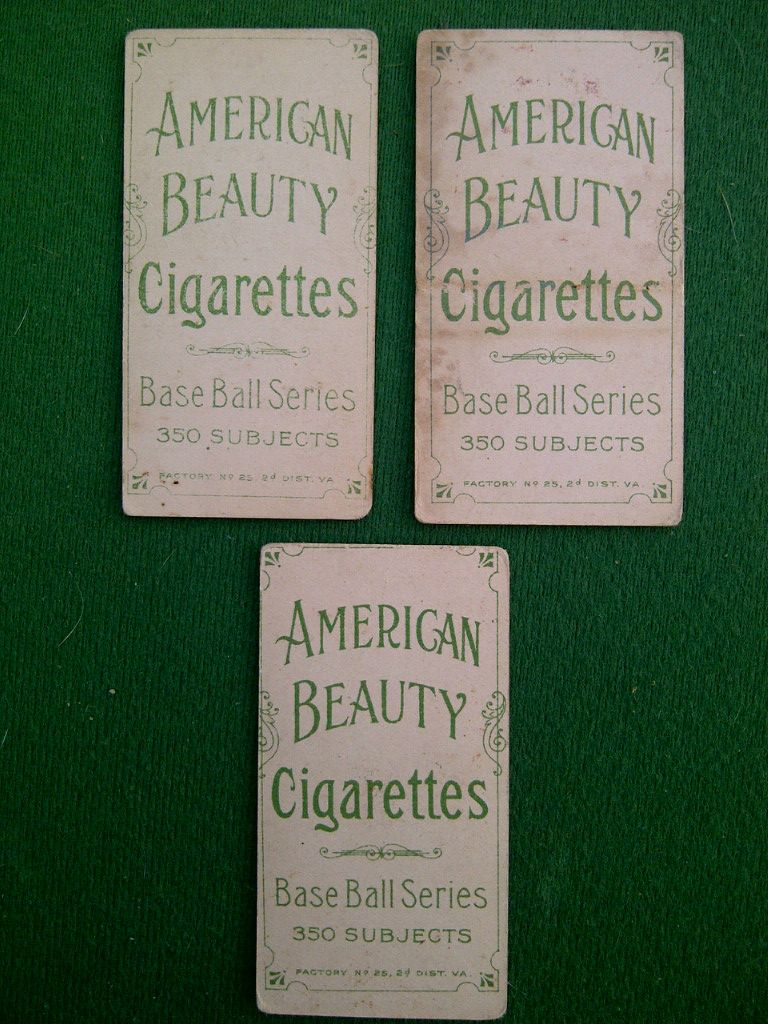 AMERICAN
BEAUTY
Cigarettes
Base Ball Series
350 SUBJECTS
FACTORY Nº 25, 2d DIST. VA.
AMERICAN
BEAUTY
Cigarettes
Base Ball Series
350 SUBJECTS
FACTORY Nº 25, 2d DIST. VA.
AMERICAN
BEAUTY
Cigarettes
Base Ball Series
350 SUBJECTS
FACTORY Nº 25, 2d DIST. VA.